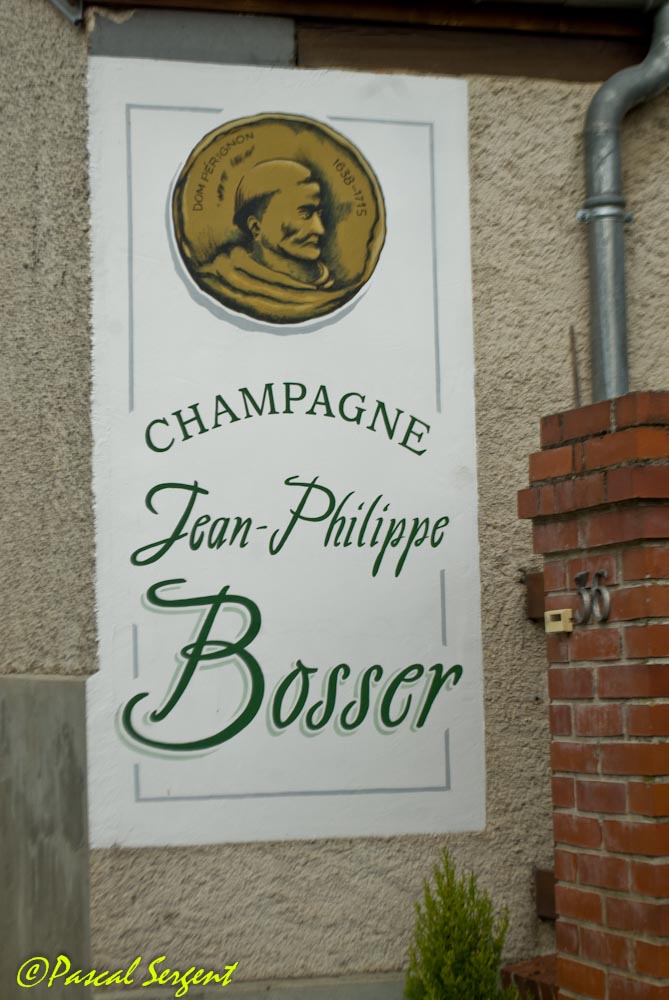 DOM PÉRIGNON 1638-1715
CHAMPAGNE
Jean-Philippe
Bosser
36
©Pascal Sergent